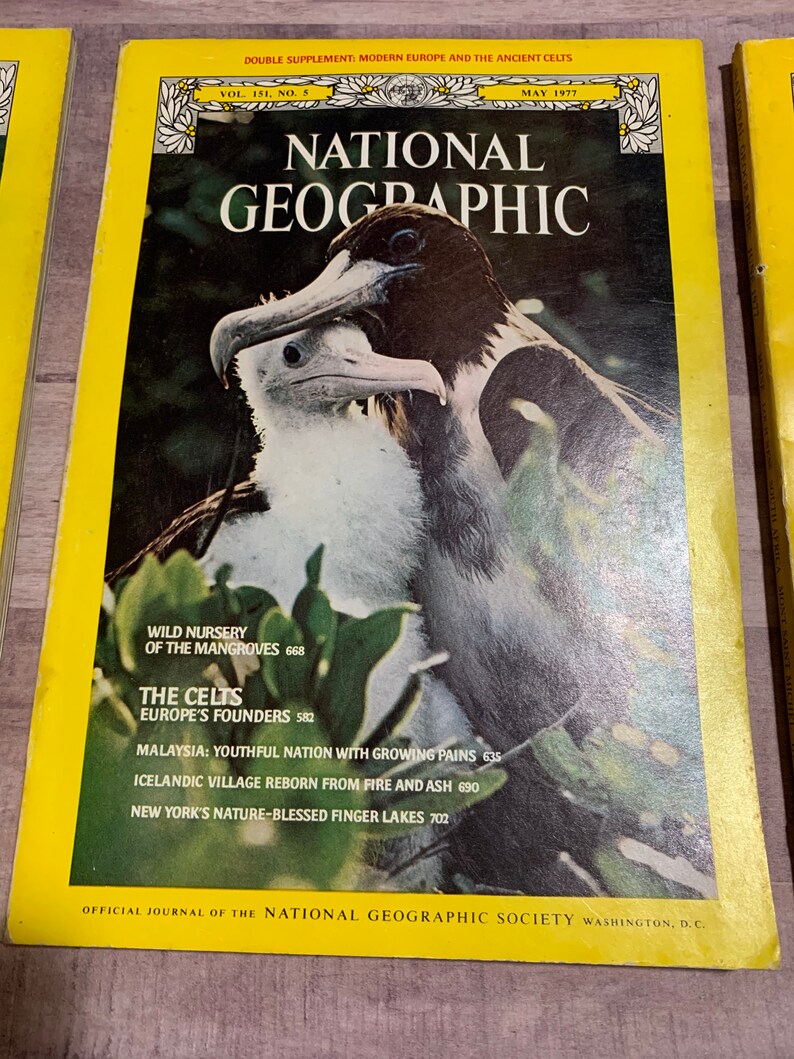 DOUBLE SUPPLEMENT: MODERN EUROPE AND THE ANCIENT CELTS
VOL. 151, NO. 5
MAY 1977
NATIONAL
GEOGRAPHIC
WILD NURSERY
OF THE MANGROVES 668
THE CELTS
EUROPE'S FOUNDERS 582
MALAYSIA: YOUTHFUL NATION WITH GROWING PAINS 635
ICELANDIC VILLAGE REBORN FROM FIRE AND ASH 690
NEW YORK'S NATURE-BLESSED FINGER LAKES 702
OFFICIAL JOURNAL OF THE NATIONAL GEOGRAPHIC SOCIETY WASHINGTON, D.C.
SOUTH AFRICA